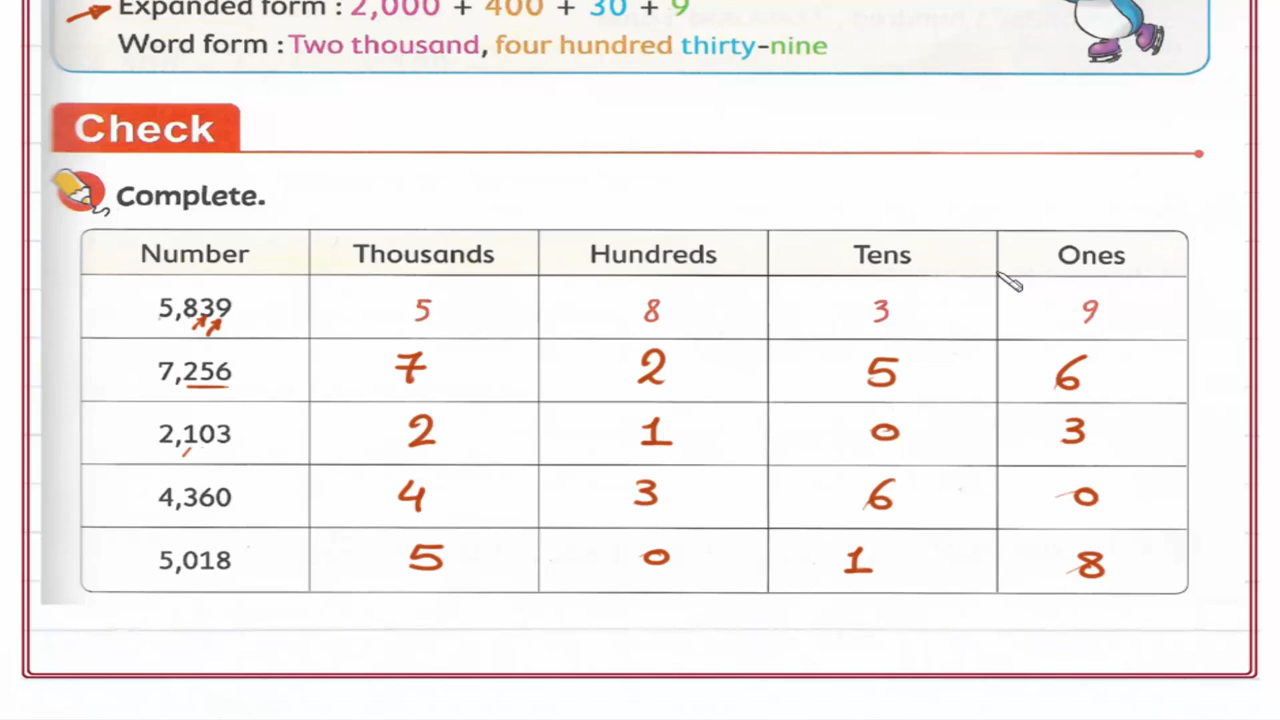 Expanded form : 2,000 + 400 + 30 + 9
Word form : Two thousand, four hundred thirty-nine
Check
Complete.
Number Thousands Hundreds Tens Ones
5,839 5 8 3 9
7,256 7 2 5 6
2,103 2 1 0 3
4,360 4 3 6 0
5,018 5 0 1 8